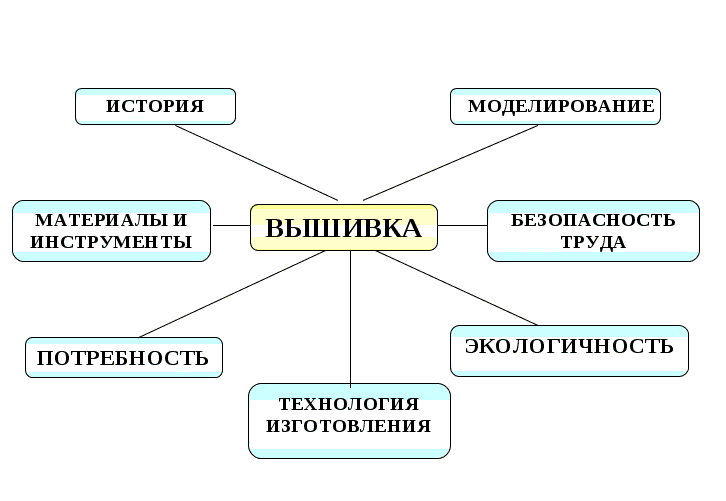 ИСТОРИЯ
МОДЕЛИРОВАНИЕ
МАТЕРИАЛЫ И
ИНСТРУМЕНТЫ
ВЫШИВКА
БЕЗОПАСНОСТЬ
ТРУДА
ПОТРЕБНОСТЬ
ЭКОЛОГИЧНОСТЬ
ТЕХНОЛОГИЯ
ИЗГОТОВЛЕНИЯ